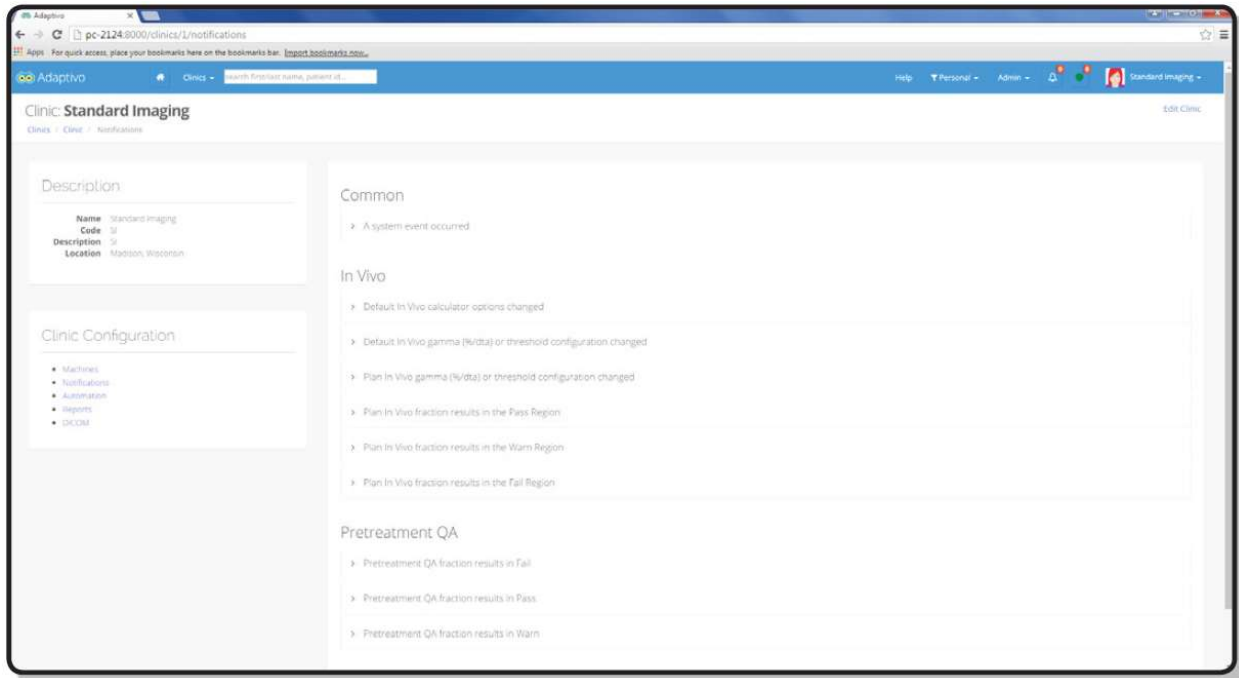 Adaptivo
pc-2124:8000/clinics/1/notifications
Apps For quick access, place your bookmarks here on the bookmarks bar. Import bookmarks now...
Adaptivo Clinics search first/last name, patient id... Help Personal Admin Standard Imaging
Clinic: Standard Imaging Edit Clinic
Clinics / Clinic / Notifications
Description
Name Standard Imaging
Code SI
Description SI
Location Madison, Wisconsin
Clinic Configuration
Machines
Notifications
Automation
Reports
DICOM
Common
A system event occurred
In Vivo
Default In Vivo calculator options changed
Default In Vivo gamma (%/dta) or threshold configuration changed
Plan In Vivo gamma (%/dta) or threshold configuration changed
Plan In Vivo fraction results in the Pass Region
Plan In Vivo fraction results in the Warn Region
Plan In Vivo fraction results in the Fail Region
Pretreatment QA
Pretreatment QA fraction results in Fail
Pretreatment QA fraction results in Pass
Pretreatment QA fraction results in Warn